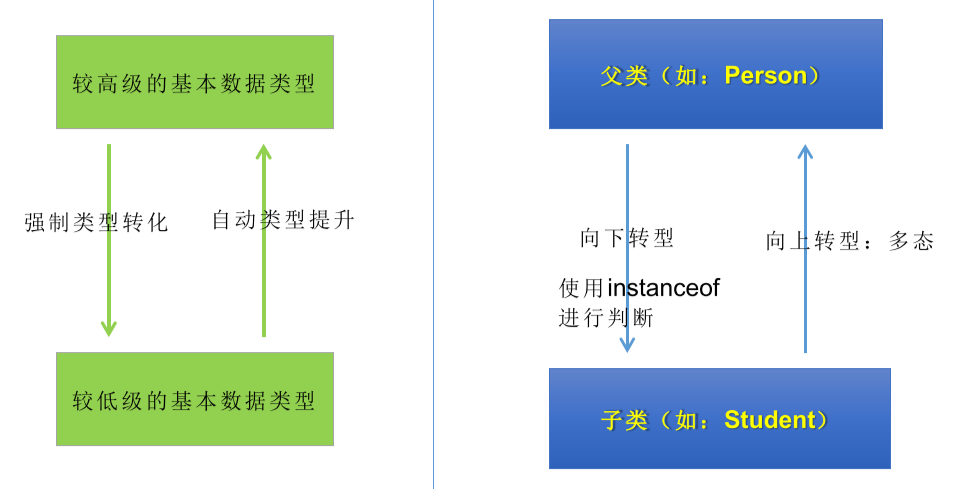 较高级的基本数据类型
强制类型转化
自动类型提升
较低级的基本数据类型
父类（如：Person）
向下转型
使用instanceof
进行判断
向上转型：多态
子类（如：Student）